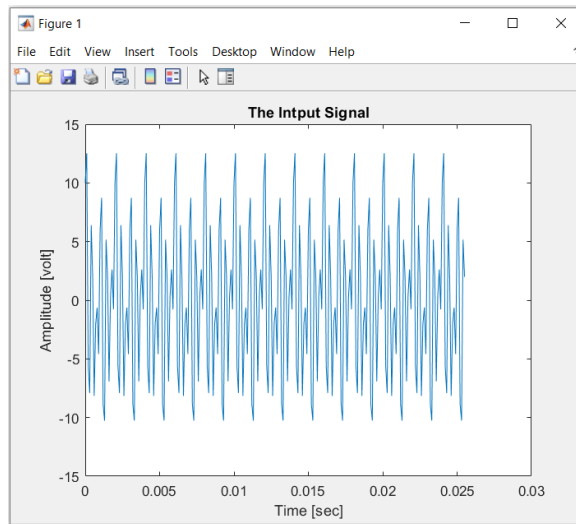 Figure 1
File Edit View Insert Tools Desktop Window Help
The Intput Signal
15
10
5
0
-5
-10
-15
Amplitude [volt]
0 0.005 0.01 0.015 0.02 0.025 0.03
Time [sec]